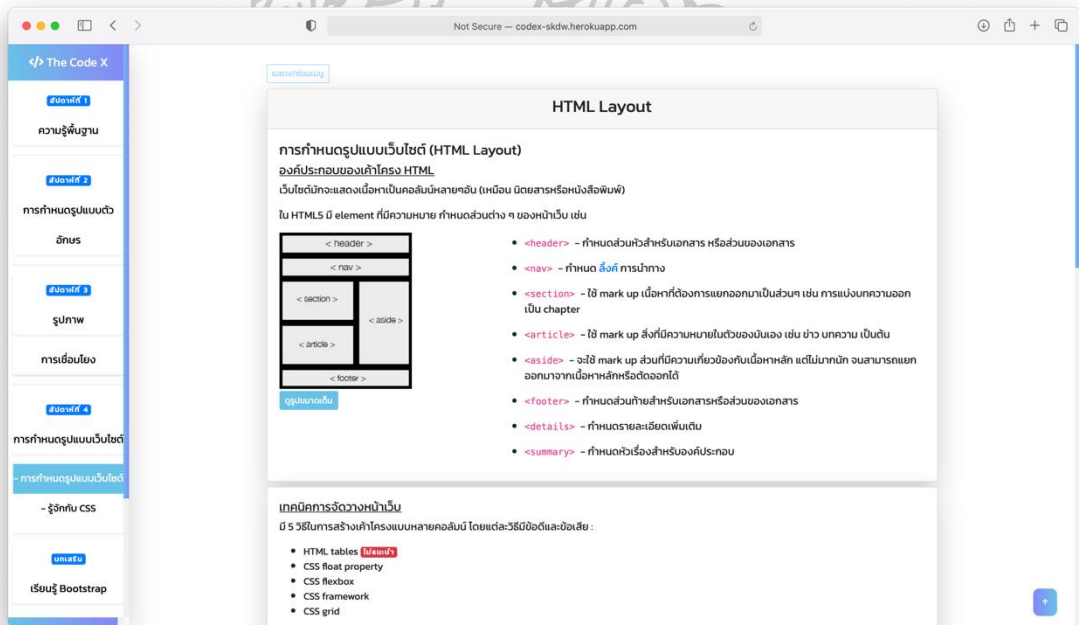 Not Secure — codex-skdw.herokuapp.com
</> The Code X
สัปดาห์ที่ 1
ความรู้พื้นฐาน
สัปดาห์ที่ 2
การกำหนดรูปแบบตัว
อักษร
สัปดาห์ที่ 3
รูปภาพ
การเชื่อมโยง
สัปดาห์ที่ 4
การกำหนดรูปแบบเว็บไซต์
- การกำหนดรูปแบบเว็บไซต์
- รู้จักกับ CSS
บทเสริม
เรียนรู้ Bootstrap
แสดง/ซ่อนเมนู
HTML Layout
การกำหนดรูปแบบเว็บไซต์ (HTML Layout)
องค์ประกอบของเค้าโครง HTML
เว็บไซต์มักจะแสดงเนื้อหาเป็นคอลัมน์หลายๆอัน (เหมือน นิตยสารหรือหนังสือพิมพ์)
ใน HTML5 มี element ที่มีความหมาย กำหนดส่วนต่าง ๆ ของหน้าเว็บ เช่น
< header >
< nav >
< section >
< aside >
< article >
< footer >
ดูรูปขนาดเต็ม
<header> - กำหนดส่วนหัวสำหรับเอกสาร หรือส่วนของเอกสาร
<nav> - กำหนด ลิ้งค์ การนำทาง
<section> - ใช้ mark up เนื้อหาที่ต้องการแยกออกมาเป็นส่วนๆ เช่น การแบ่งบทความออก
เป็น chapter
<article> - ใช้ mark up สิ่งที่มีความหมายในตัวของมันเอง เช่น ข่าว บทความ เป็นต้น
<aside> - จะใช้ mark up ส่วนที่มีความเกี่ยวข้องกับเนื้อหาหลัก แต่ไม่มากนัก จนสามารถแยก
ออกมาจากเนื้อหาหลักหรือตัดออกได้
<footer> - กำหนดส่วนท้ายสำหรับเอกสารหรือส่วนของเอกสาร
<details> - กำหนดรายละเอียดเพิ่มเติม
<summary> - กำหนดหัวเรื่องสำหรับองค์ประกอบ
เทคนิคการจัดวางหน้าเว็บ
มี 5 วิธีในการสร้างเค้าโครงแบบหลายคอลัมน์ โดยแต่ละวิธีมีข้อดีและข้อเสีย :
HTML tables ไม่แนะนำ
CSS float property
CSS flexbox
CSS framework
CSS grid